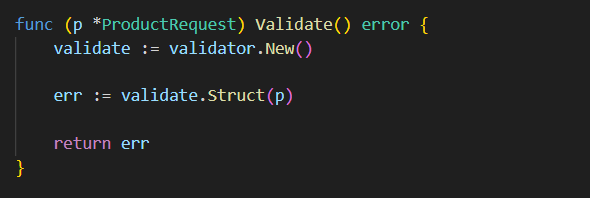 func (p *ProductRequest) Validate() error {
    validate := validator.New()
    err := validate.Struct(p)
    return err
}